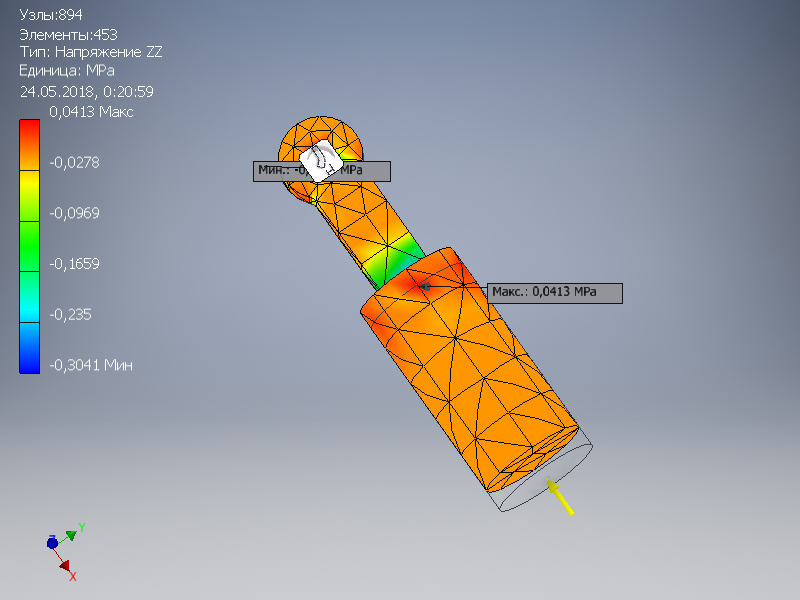 Узлы:894
Элементы:453
Тип: Напряжение ZZ
Единица: MPa
24.05.2018, 0:20:59
0,0413 Макс
-0,0278
-0,0969
-0,1659
-0,235
-0,3041 Мин
Мин.: MPa
Макс.: 0,0413 MPa
Z
Y
X